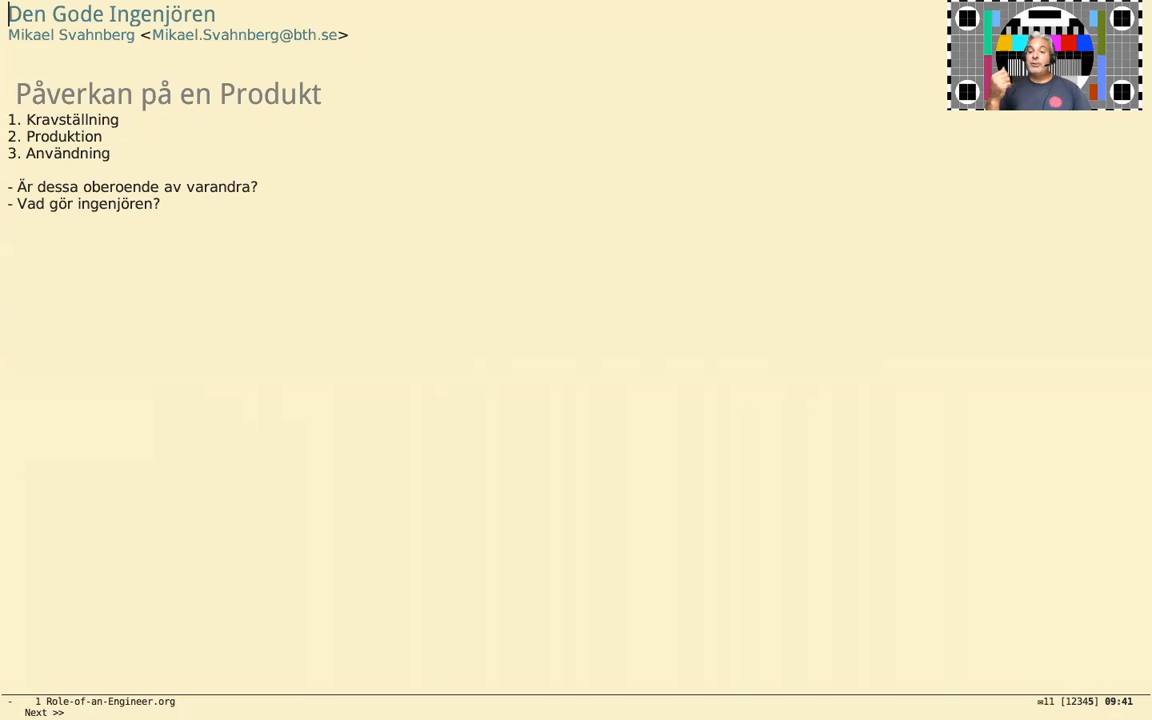 Den Gode Ingenjören
Mikael Svahnberg <Mikael.Svahnberg@bth.se>
Påverkan på en Produkt
1. Kravställning
2. Produktion
3. Användning
- Är dessa oberoende av varandra?
- Vad gör ingenjören?
- 1 Role-of-an-Engineer.org
✉11 [12345] 09:41
Next >>